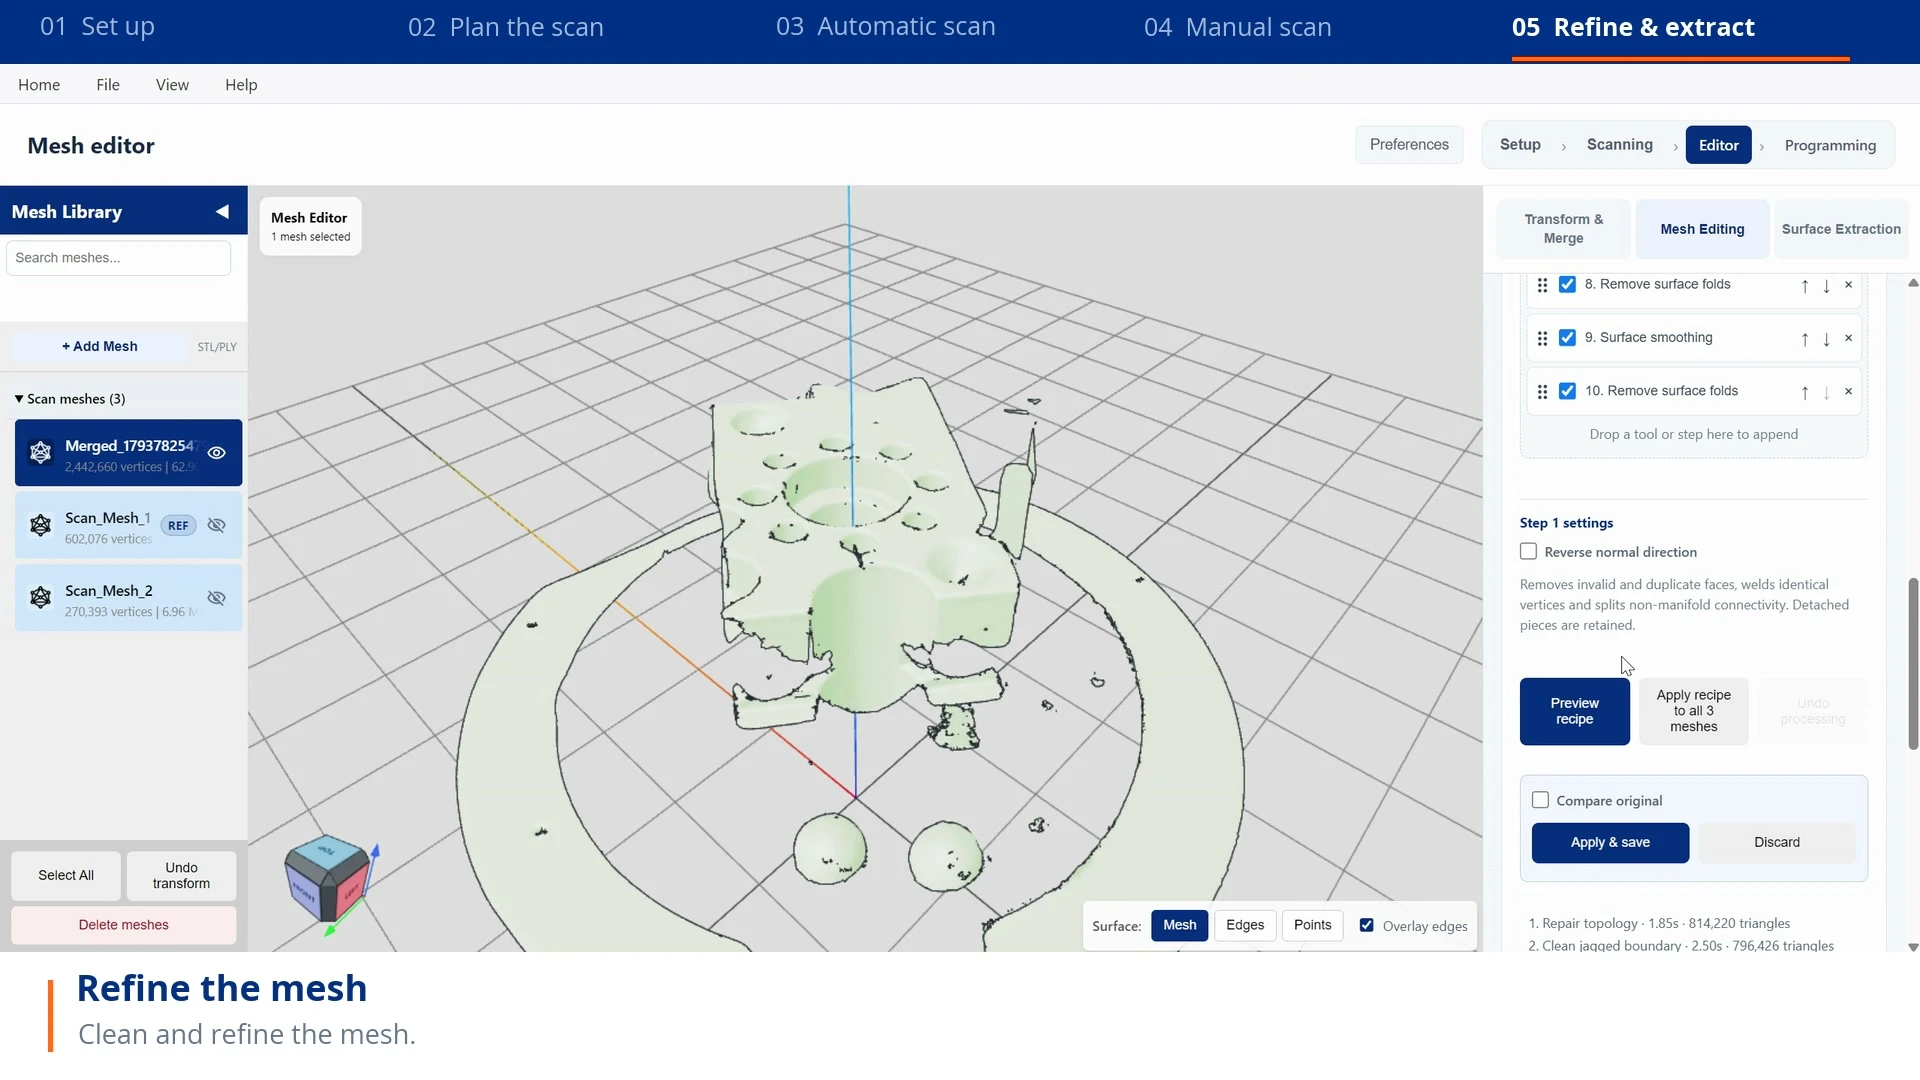 01 Set up
02 Plan the scan
03 Automatic scan
04 Manual scan
05 Refine & extract
Home
File
View
Help
Mesh editor
Preferences
Setup
Scanning
Editor
Programming
Mesh Library
Search meshes...
+ Add Mesh
STL/PLY
Scan meshes (3)
Merged_179378254
2,442,660 vertices | 62.9
Scan_Mesh_1
REF
602,076 vertices
Scan_Mesh_2
270,393 vertices | 6.96 M
Select All
Undo
transform
Delete meshes
Mesh Editor
1 mesh selected
TOP
FRONT
LEFT
Surface:
Mesh
Edges
Points
Overlay edges
Transform &
Merge
Mesh Editing
Surface Extraction
8. Remove surface folds
9. Surface smoothing
10. Remove surface folds
Drop a tool or step here to append
Step 1 settings
Reverse normal direction
Removes invalid and duplicate faces, welds identical
vertices and splits non-manifold connectivity. Detached
pieces are retained.
Preview
recipe
Apply recipe
to all 3
meshes
Undo
processing
Compare original
Apply & save
Discard
1. Repair topology · 1.85s · 814,220 triangles
2. Clean jagged boundary · 2.50s · 796,426 triangles
Refine the mesh
Clean and refine the mesh.